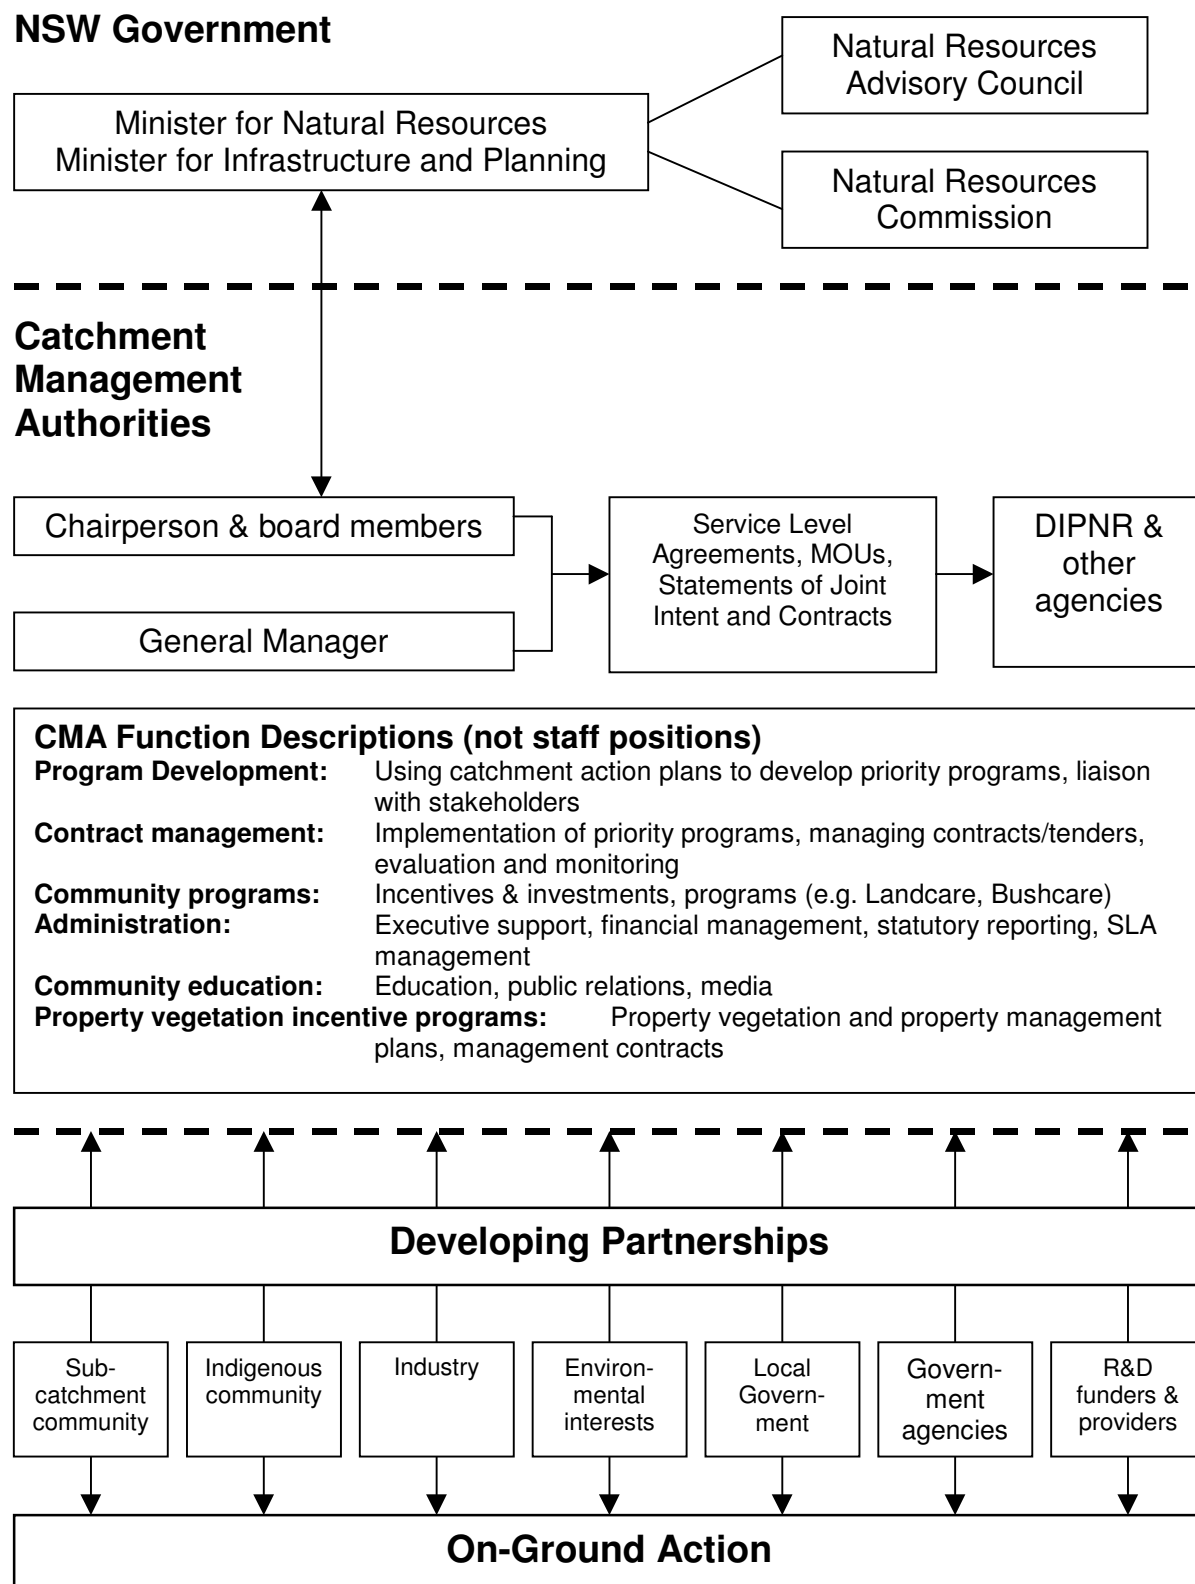 NSW Government
Natural Resources
Advisory Council
Minister for Natural Resources
Minister for Infrastructure and Planning
Natural Resources
Commission
Catchment
Management
Authorities
Chairperson & board members
General Manager
Service Level
Agreements, MOUs,
Statements of Joint
Intent and Contracts
DIPNR &
other
agencies
CMA Function Descriptions (not staff positions)
Program Development: Using catchment action plans to develop priority programs, liaison
with stakeholders
Contract management: Implementation of priority programs, managing contracts/tenders,
evaluation and monitoring
Community programs: Incentives & investments, programs (e.g. Landcare, Bushcare)
Administration: Executive support, financial management, statutory reporting, SLA
management
Community education: Education, public relations, media
Property vegetation incentive programs: Property vegetation and property management
plans, management contracts
Developing Partnerships
Sub-
catchment
community
Indigenous
community
Industry
Environ-
mental
interests
Local
Govern-
ment
Govern-
ment
agencies
R&D
funders &
providers
On-Ground Action